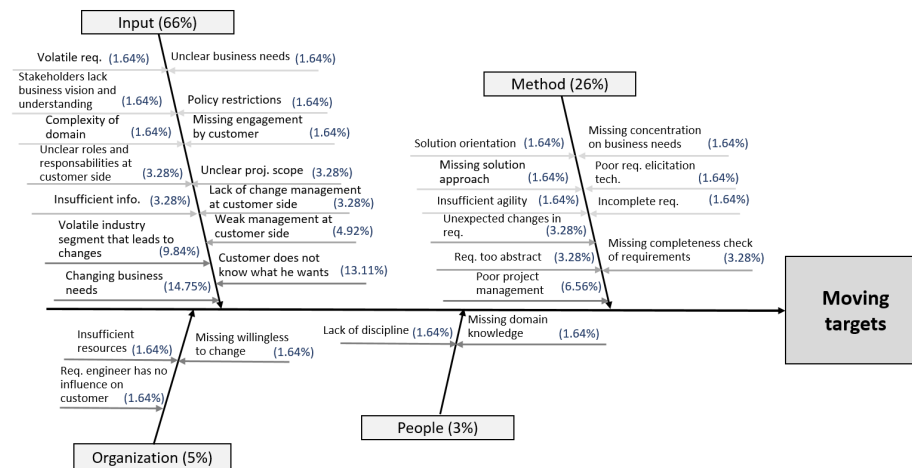 Input (66%)
Volatile req. (1.64%)
Unclear business needs (1.64%)
Stakeholders lack
business vision and
understanding (1.64%)
Policy restrictions (1.64%)
Complexity of
domain (1.64%)
Missing engagement
by customer (1.64%)
Unclear roles and
responsabilities at
customer side (3.28%)
Unclear proj. scope (3.28%)
Insufficient info. (3.28%)
Lack of change management
at customer side (3.28%)
Volatile industry
segment that leads to
changes (9.84%)
Weak management at
customer side (4.92%)
Changing business
needs (14.75%)
Customer does not
know what he wants (13.11%)
Method (26%)
Solution orientation (1.64%)
Missing concentration
on business needs (1.64%)
Missing solution
approach (1.64%)
Poor req. elicitation
tech. (1.64%)
Insufficient agility (1.64%)
Incomplete req. (1.64%)
Unexpected changes in
req. (3.28%)
Req. too abstract (3.28%)
Missing completeness check
of requirements (3.28%)
Poor project
management (6.56%)
Moving
targets
Insufficient
resources (1.64%)
Missing willingless
to change (1.64%)
Req. engineer has no
influence on
customer (1.64%)
Organization (5%)
Lack of discipline (1.64%)
Missing domain
knowledge (1.64%)
People (3%)